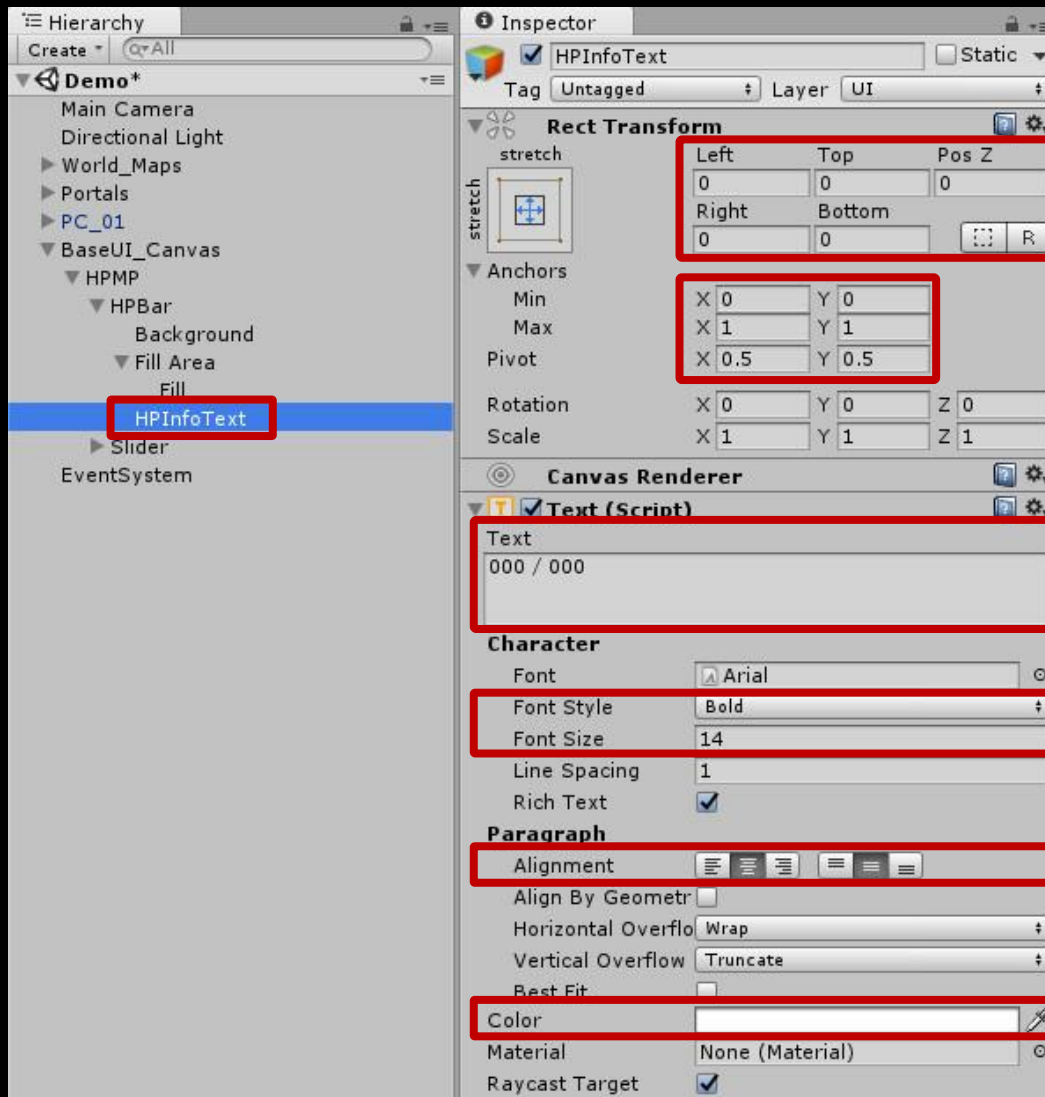 Hierarchy
Create
All
Demo*
Main Camera
Directional Light
World_Maps
Portals
PC_01
BaseUI_Canvas
HPMP
HPBar
Background
Fill Area
Fill
HPInfoText
Slider
EventSystem
Inspector
HPInfoText Static
Tag Untagged Layer UI
Rect Transform
stretch Left Top Pos Z
stretch
0 0 0
Right Bottom
0 0 R
Anchors
Min X 0 Y 0
Max X 1 Y 1
Pivot X 0.5 Y 0.5
Rotation X 0 Y 0 Z 0
Scale X 1 Y 1 Z 1
Canvas Renderer
T Text (Script)
Text
000 / 000
Character
Font Arial
Font Style Bold
Font Size 14
Line Spacing 1
Rich Text
Paragraph
Alignment
Align By Geometr
Horizontal Overflo Wrap
Vertical Overflow Truncate
Best Fit
Color
Material None (Material)
Raycast Target